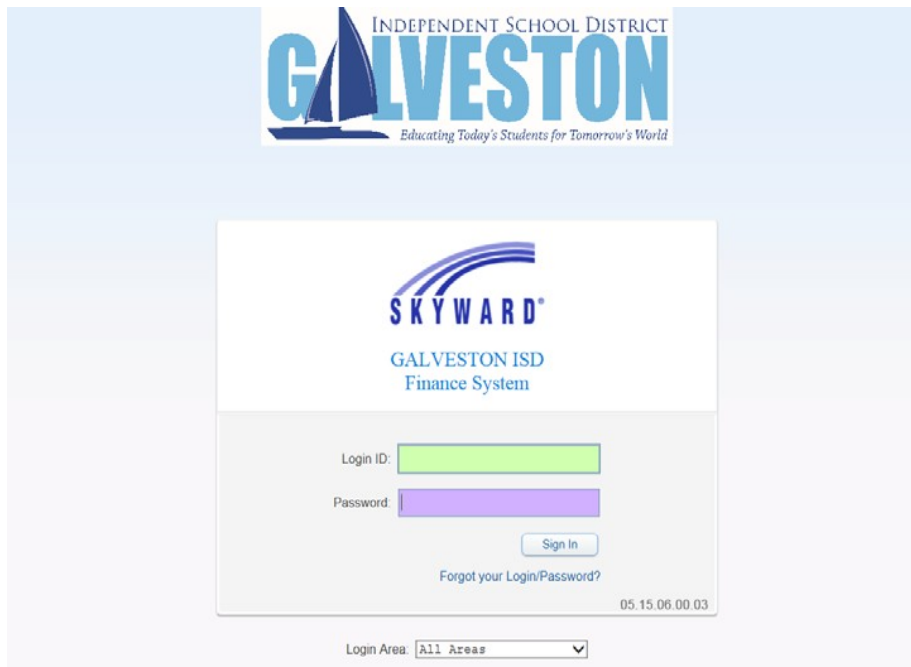 INDEPENDENT SCHOOL DISTRICT
GALVESTON
Educating Today's Students for Tomorrow's World
SKYWARD®
GALVESTON ISD
Finance System
Login ID:
Password:
Sign In
Forgot your Login/Password?
05.15.06.00.03
Login Area: All Areas